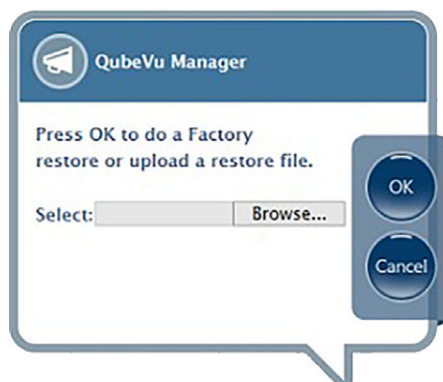 QubeVu Manager
Press OK to do a Factory
restore or upload a restore file.
Select:
Browse...
OK
Cancel